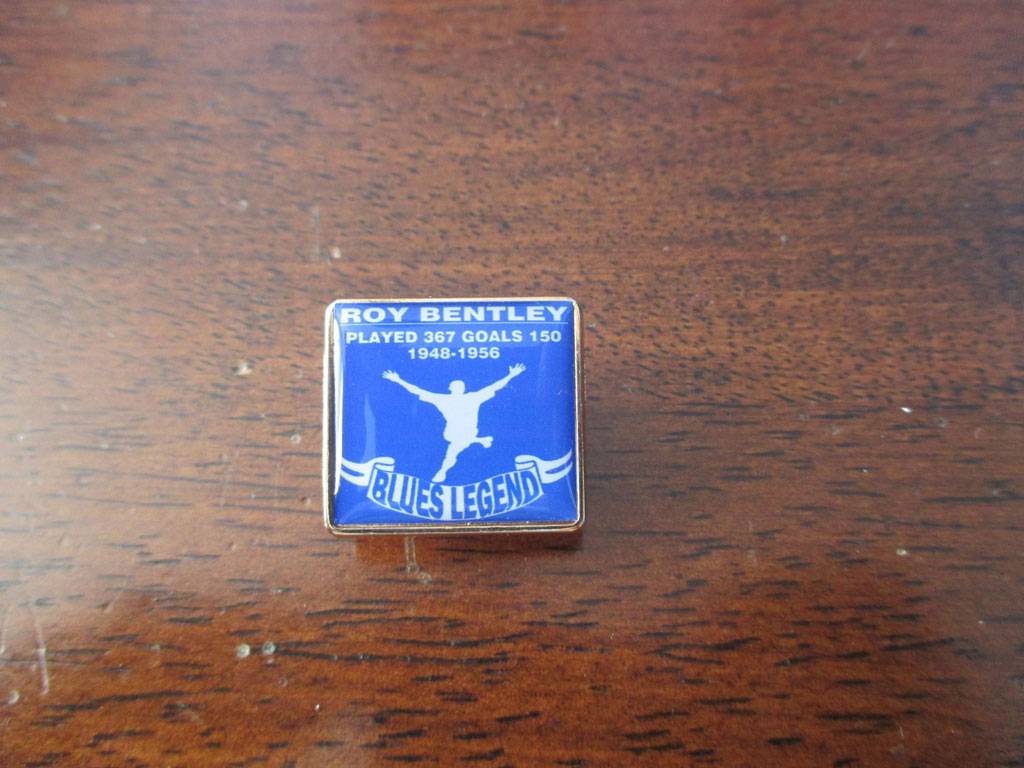 ROY BENTLEY
PLAYED 367 GOALS 150
1948-1956
BLUES LEGEND